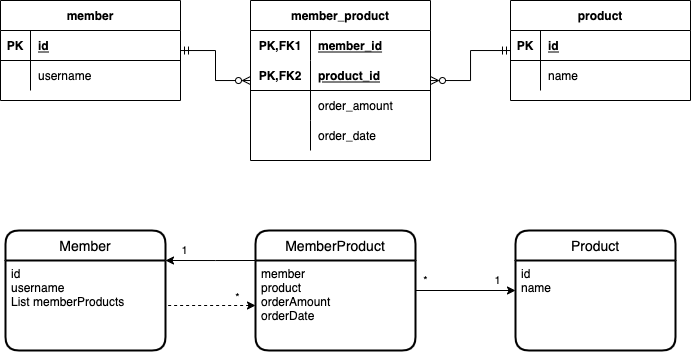 member
PK id
username
member_product
PK,FK1 member_id
PK,FK2 product_id
order_amount
order_date
product
PK id
name
Member
id
username
List memberProducts
1
*
MemberProduct
member
product
orderAmount
orderDate
*
1
Product
id
name